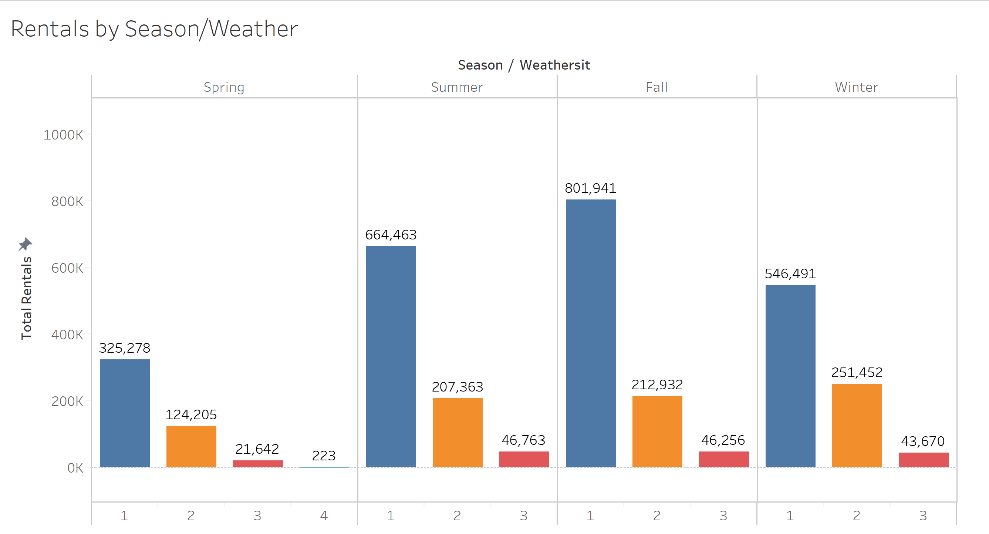 Rentals by Season/Weather
Season / Weathersit
Spring Summer Fall Winter
1000K
800K
600K
400K
200K
0K
Total Rentals
325,278 124,205 21,642 223
664,463 207,363 46,763
801,941 212,932 46,256
546,491 251,452 43,670
1 2 3 4 1 2 3 1 2 3 1 2 3